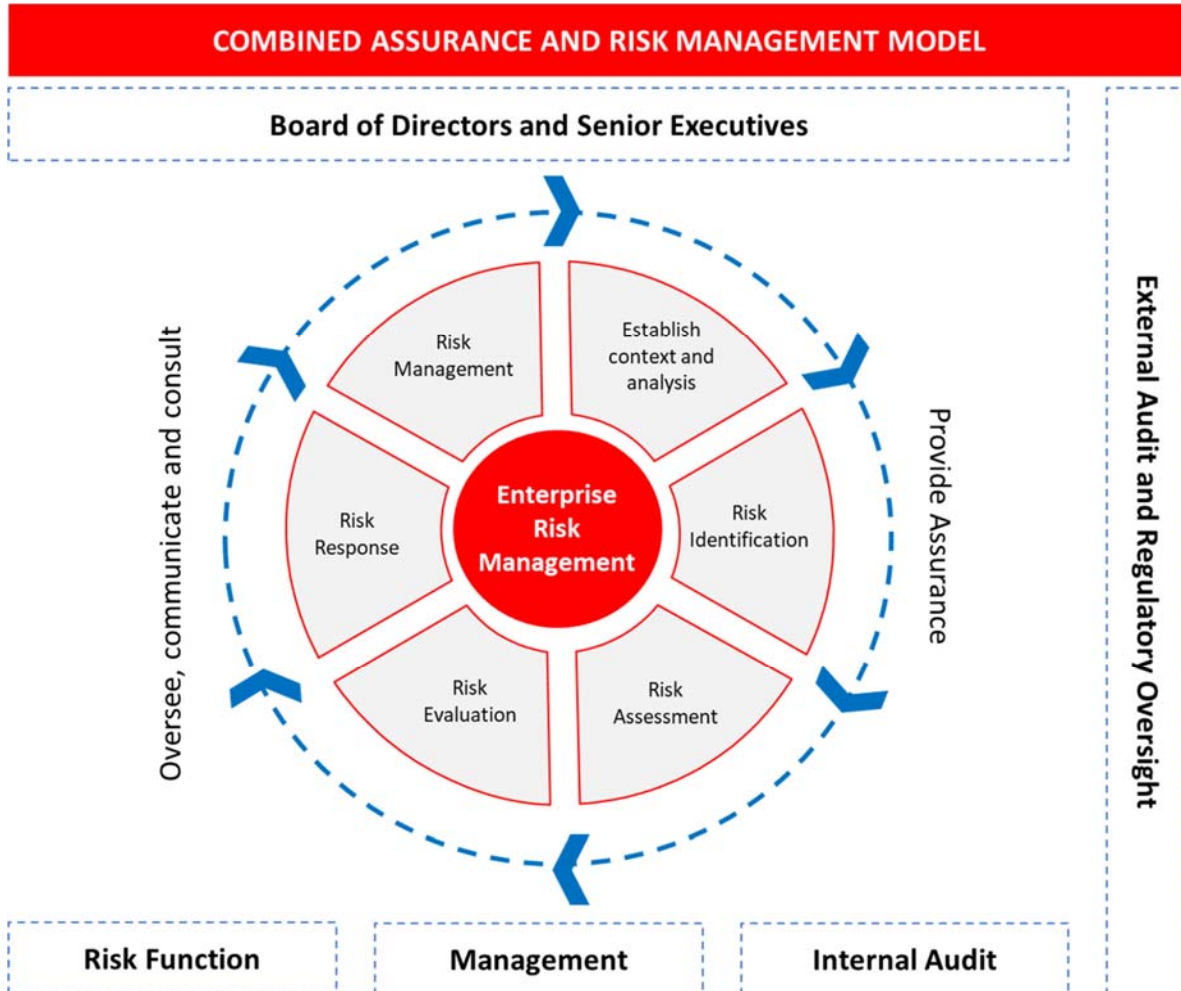 COMBINED ASSURANCE AND RISK MANAGEMENT MODEL
Board of Directors and Senior Executives
External Audit and Regulatory Oversight
Oversee, communicate and consult
Provide Assurance
Risk
Management
Establish
context and
analysis
Risk
Response
Enterprise
Risk
Management
Risk
Identification
Risk
Evaluation
Risk
Assessment
Risk Function
Management
Internal Audit